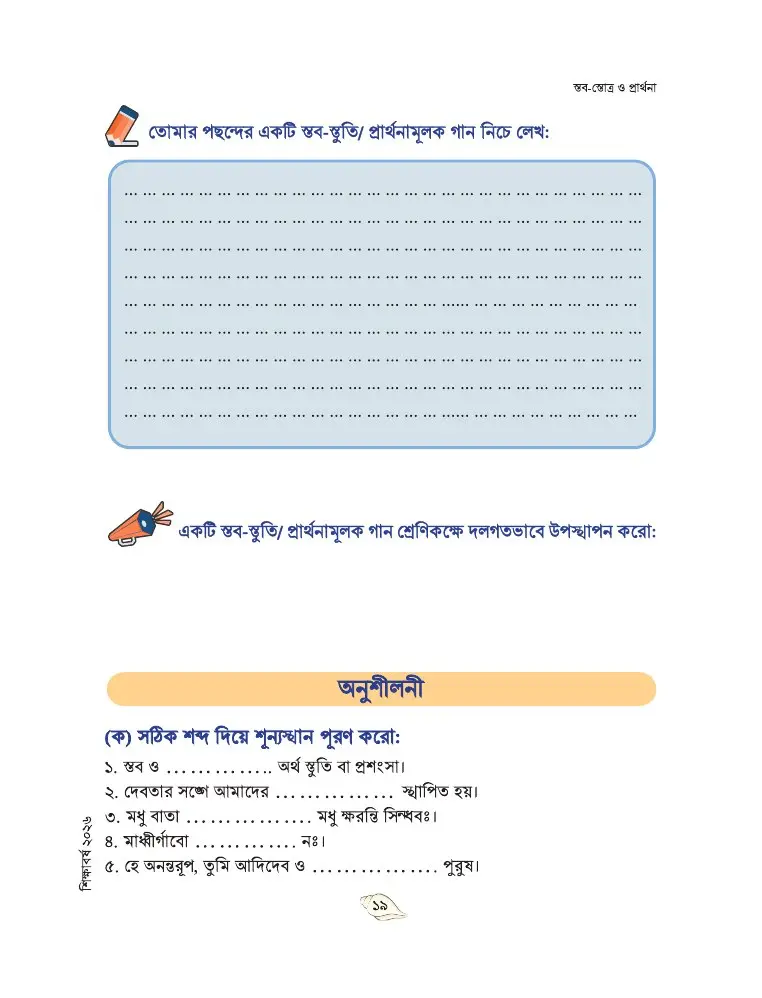 স্তব-স্তোত্র ও প্রার্থনা
তোমার পছন্দের একটি স্তব-স্তুতি/ প্রার্থনামূলক গান নিচে লেখ:
... ... ... ... ... ... ... ... ... ... ... ... ... ... ... ... ... ... ... ... ... ... ... ... ... ... ... ...
... ... ... ... ... ... ... ... ... ... ... ... ... ... ... ... ... ... ... ... ... ... ... ... ... ... ... ...
... ... ... ... ... ... ... ... ... ... ... ... ... ... ... ... ... ... ... ... ... ... ... ... ... ... ... ...
... ... ... ... ... ... ... ... ... ... ... ... ... ... ... ... ... ... ... ... ... ... ... ... ... ... ... ...
... ... ... ... ... ... ... ... ... ... ... ... ... ... ... ... ... ...... ... ... ... ... ... ... ... ... ...
... ... ... ... ... ... ... ... ... ... ... ... ... ... ... ... ... ... ... ... ... ... ... ... ... ... ... ...
... ... ... ... ... ... ... ... ... ... ... ... ... ... ... ... ... ... ... ... ... ... ... ... ... ... ... ...
... ... ... ... ... ... ... ... ... ... ... ... ... ... ... ... ... ... ... ... ... ... ... ... ... ... ... ...
... ... ... ... ... ... ... ... ... ... ... ... ... ... ... ... ... ...... ... ... ... ... ... ... ... ... ...
একটি স্তব-স্তুতি/ প্রার্থনামূলক গান শ্রেণিকক্ষে দলগতভাবে উপস্থাপন করো:
অনুশীলনী
(ক) সঠিক শব্দ দিয়ে শূন্যস্থান পূরণ করো:
১. স্তব ও ………….. অর্থ স্তুতি বা প্রশংসা।
২. দেবতার সঙ্গে আমাদের …………… স্থাপিত হয়।
৩. মধু বাতা ……………. মধু ক্ষরন্তি সিন্ধবঃ।
৪. মাধ্বীর্গাবো …………. নঃ।
৫. হে অনন্তরূপ, তুমি আদিদেব ও ……………. পুরুষ।
শিক্ষাবর্ষ ২০২৬
১৯